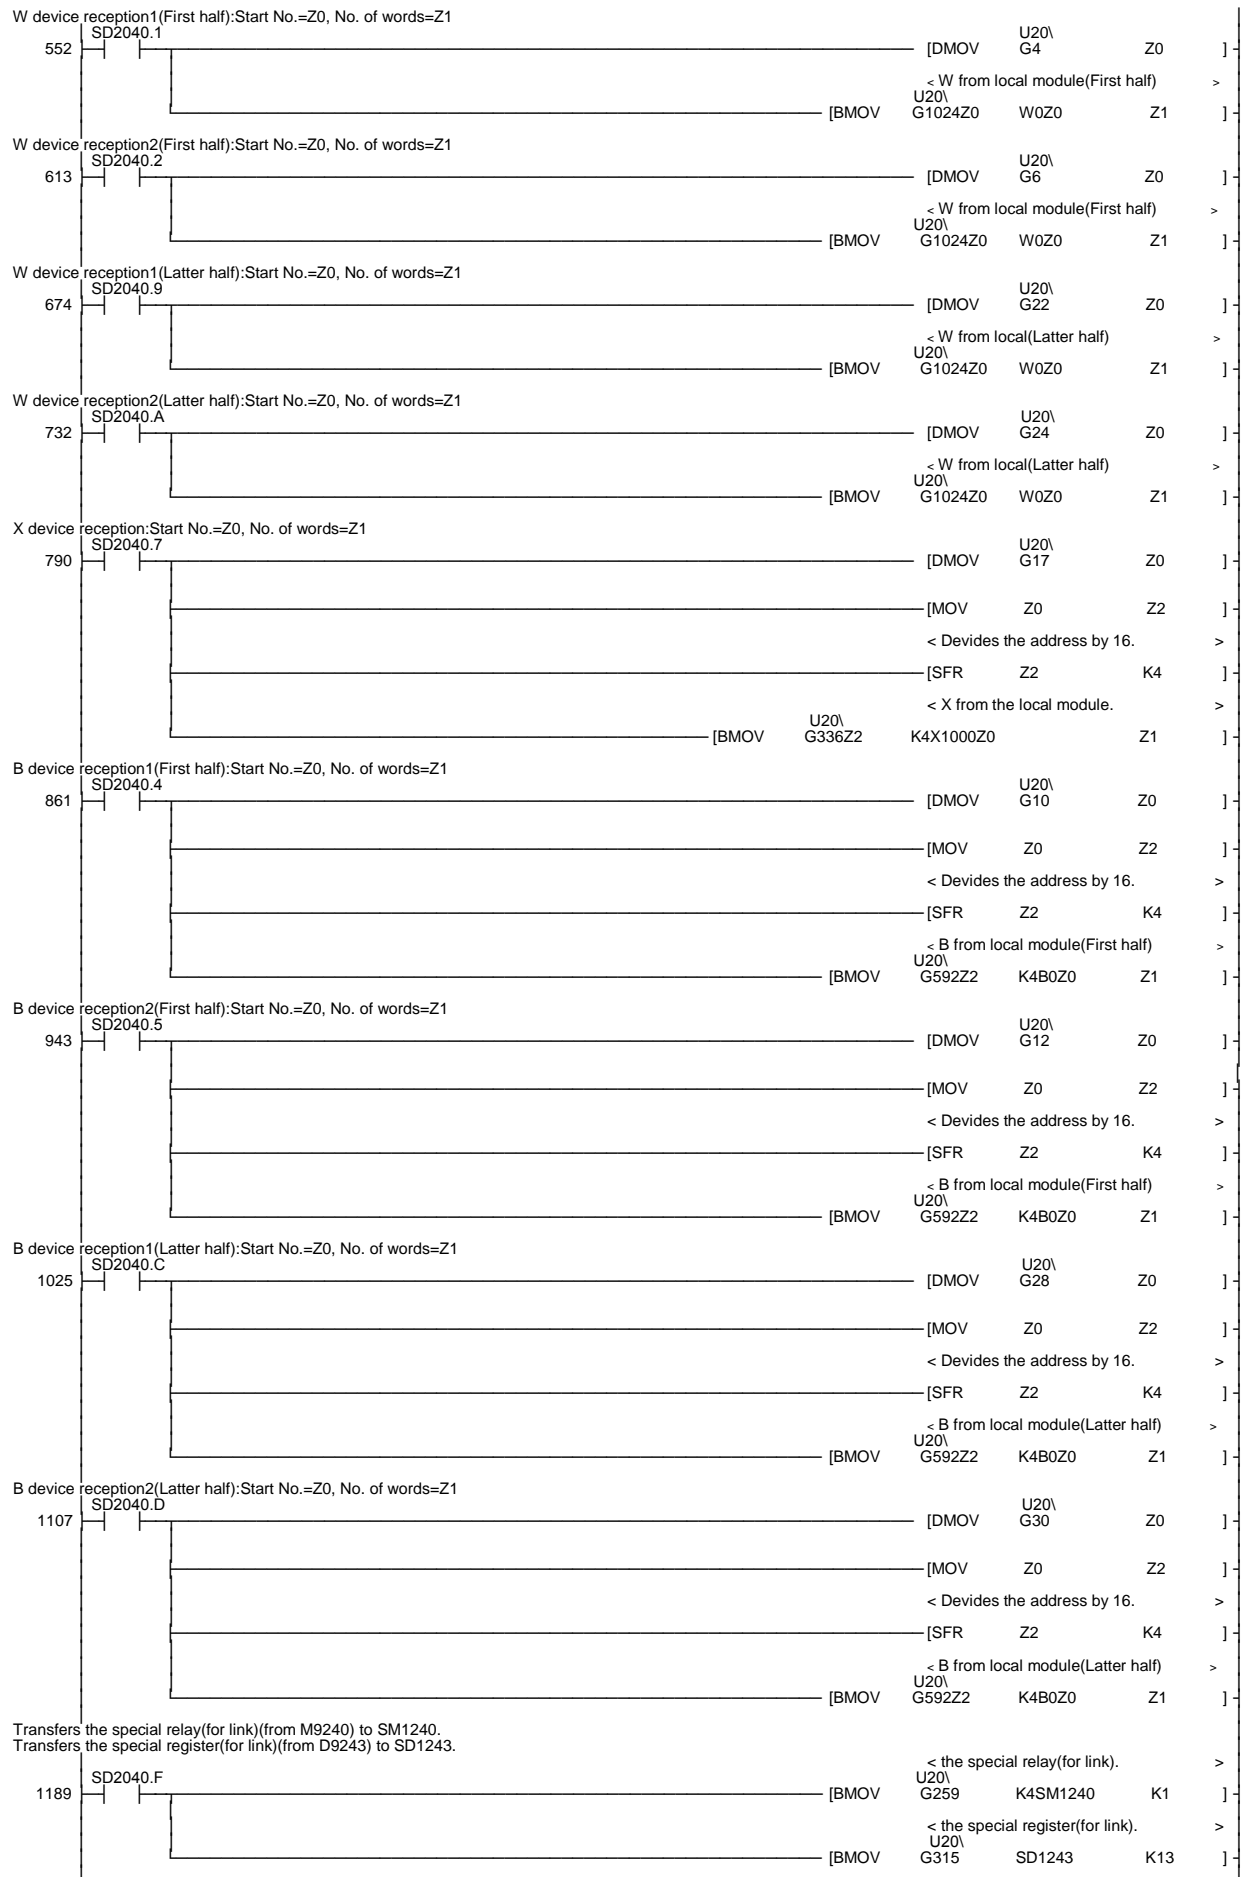 W device reception1(First half):Start No.=Z0, No. of words=Z1
SD2040.1
U20\
552 [DMOV G4 Z0 ]
< W from local module(First half) >
U20\
[BMOV G1024Z0 W0Z0 Z1 ]
W device reception2(First half):Start No.=Z0, No. of words=Z1
SD2040.2
U20\
613 [DMOV G6 Z0 ]
< W from local module(First half) >
U20\
[BMOV G1024Z0 W0Z0 Z1 ]
W device reception1(Latter half):Start No.=Z0, No. of words=Z1
SD2040.9
U20\
674 [DMOV G22 Z0 ]
< W from local(Latter half) >
U20\
[BMOV G1024Z0 W0Z0 Z1 ]
W device reception2(Latter half):Start No.=Z0, No. of words=Z1
SD2040.A
U20\
732 [DMOV G24 Z0 ]
< W from local(Latter half) >
U20\
[BMOV G1024Z0 W0Z0 Z1 ]
X device reception:Start No.=Z0, No. of words=Z1
SD2040.7
U20\
790 [DMOV G17 Z0 ]
[MOV Z0 Z2 ]
< Devides the address by 16. >
[SFR Z2 K4 ]
< X from the local module. >
U20\
[BMOV G336Z2 K4X1000Z0 Z1 ]
B device reception1(First half):Start No.=Z0, No. of words=Z1
SD2040.4
U20\
861 [DMOV G10 Z0 ]
[MOV Z0 Z2 ]
< Devides the address by 16. >
[SFR Z2 K4 ]
< B from local module(First half) >
U20\
[BMOV G592Z2 K4B0Z0 Z1 ]
B device reception2(First half):Start No.=Z0, No. of words=Z1
SD2040.5
U20\
943 [DMOV G12 Z0 ]
[MOV Z0 Z2 ]
< Devides the address by 16. >
[SFR Z2 K4 ]
< B from local module(First half) >
U20\
[BMOV G592Z2 K4B0Z0 Z1 ]
B device reception1(Latter half):Start No.=Z0, No. of words=Z1
SD2040.C
U20\
1025 [DMOV G28 Z0 ]
[MOV Z0 Z2 ]
< Devides the address by 16. >
[SFR Z2 K4 ]
< B from local module(Latter half) >
U20\
[BMOV G592Z2 K4B0Z0 Z1 ]
B device reception2(Latter half):Start No.=Z0, No. of words=Z1
SD2040.D
U20\
1107 [DMOV G30 Z0 ]
[MOV Z0 Z2 ]
< Devides the address by 16. >
[SFR Z2 K4 ]
< B from local module(Latter half) >
U20\
[BMOV G592Z2 K4B0Z0 Z1 ]
Transfers the special relay(for link)(from M9240) to SM1240.
Transfers the special register(for link)(from D9243) to SD1243.
< the special relay(for link). >
SD2040.F
U20\
1189 [BMOV G259 K4SM1240 K1 ]
< the special register(for link). >
U20\
[BMOV G315 SD1243 K13 ]